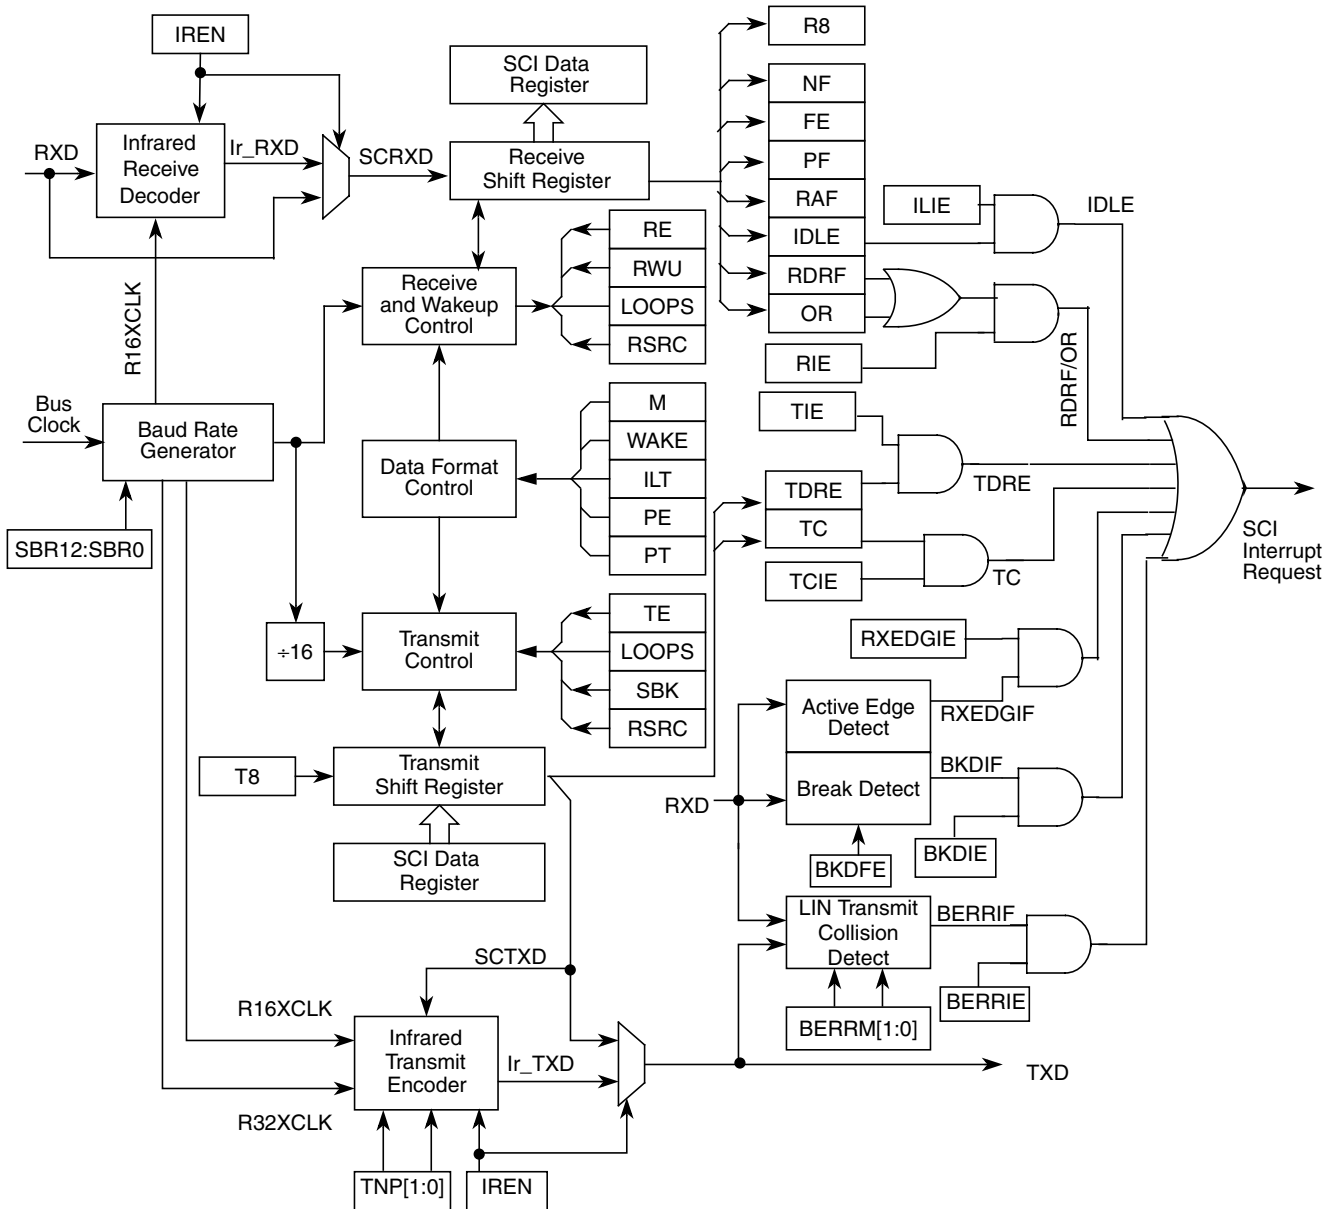 IREN
SCI Data
Register
R8
NF
FE
PF
RAF
IDLE
RDRF
OR
RXD
Infrared
Receive
Decoder
Ir_RXD
SCRXD
Receive
Shift Register
ILIE
IDLE
RE
RWU
LOOPS
RSRC
Receive
and Wakeup
Control
R16XCLK
RIE
RDRF/OR
Bus
Clock
Baud Rate
Generator
M
WAKE
ILT
PE
PT
Data Format
Control
TIE
TDRE
TC
TDRE
TCIE
TC
SBR12:SBR0
SCI
Interrupt
Request
÷16
Transmit
Control
TE
LOOPS
SBK
RSRC
RXEDGIE
Active Edge
Detect
RXEDGIF
T8
Transmit
Shift Register
RXD
Break Detect
BKDIF
BKDIE
BKDFE
SCI Data
Register
LIN Transmit
Collision
Detect
BERRIF
BERRIE
BERRM[1:0]
SCTXD
R16XCLK
Infrared
Transmit
Encoder
Ir_TXD
TXD
R32XCLK
TNP[1:0]
IREN